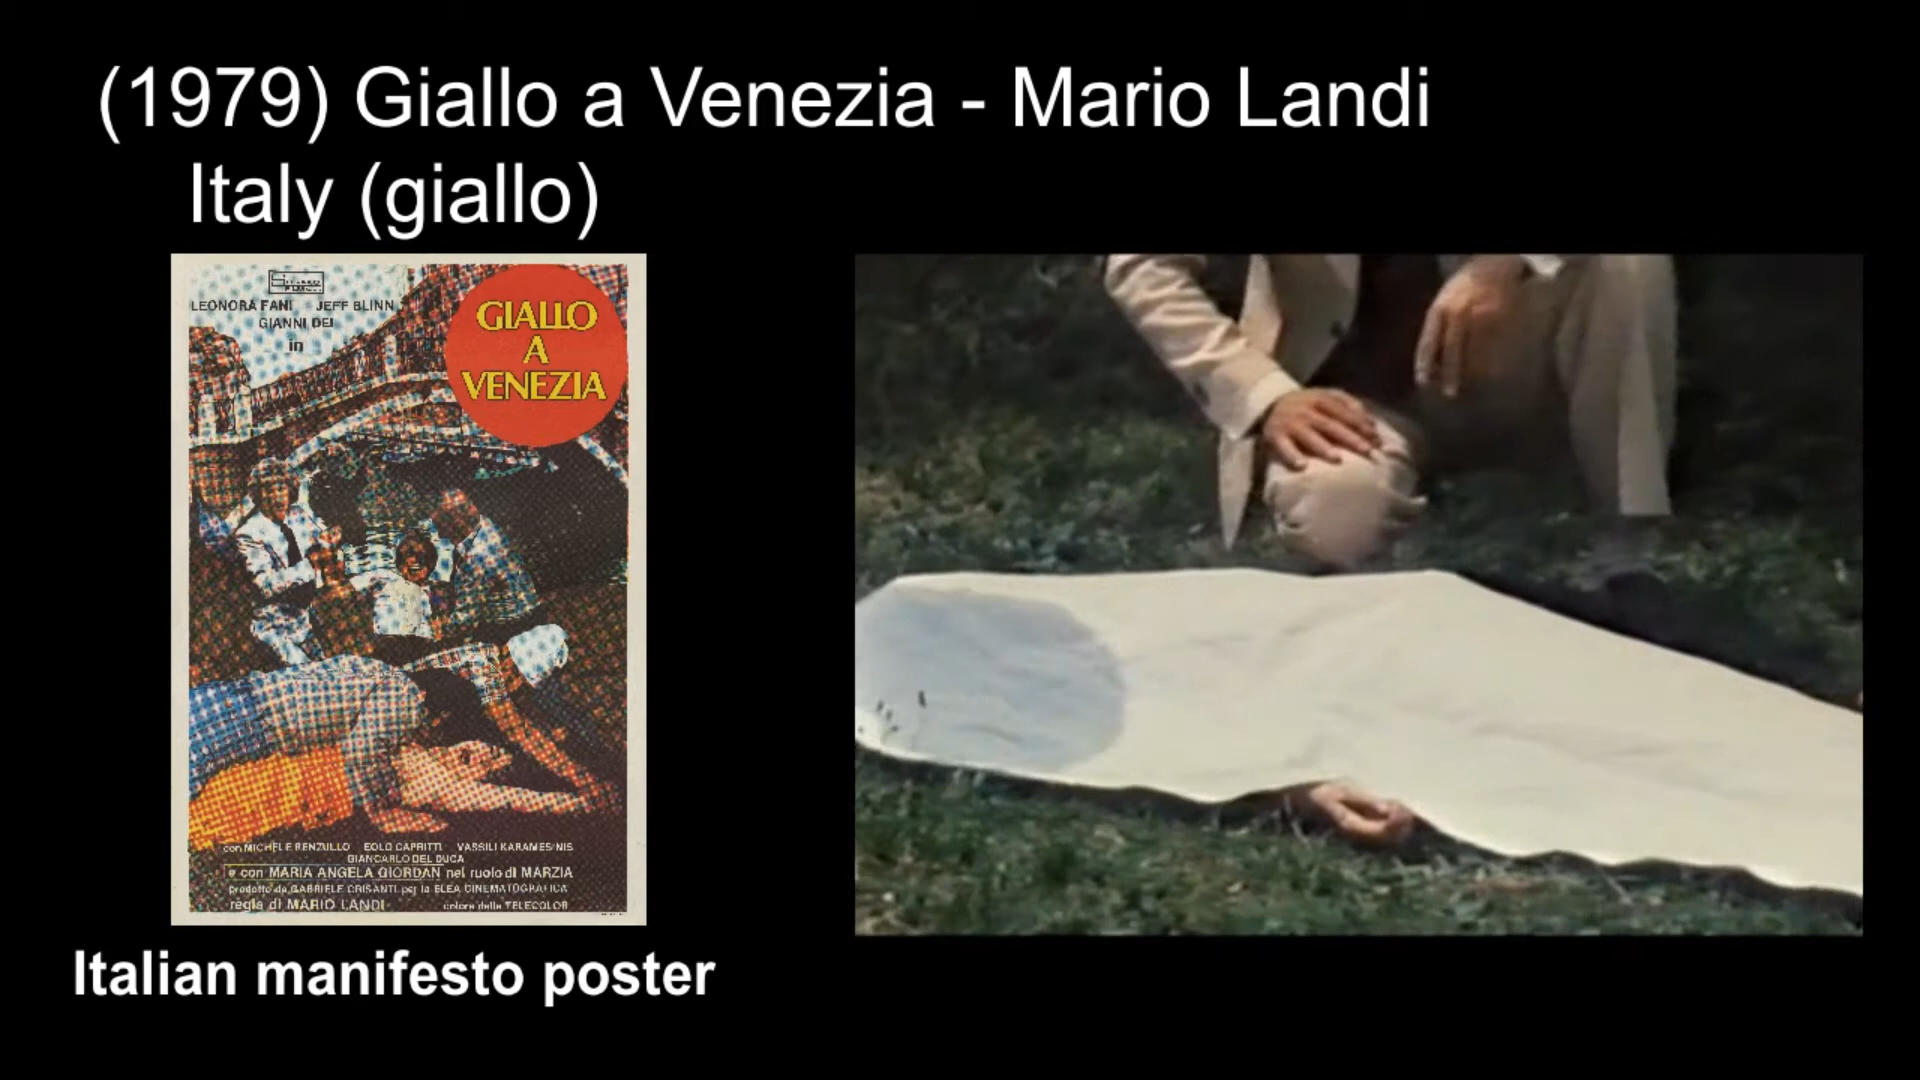 (1979) Giallo a Venezia - Mario Landi
Italy (giallo)
LEONORA FANI JEFF BLINN
GIANNI DEI
in
GIALLO
A
VENEZIA
con MICHELE RENZULLO EOLO CAPRITTI VASSILI KARAMESINIS
GIANCARLO DEL DUCA
e con MARIA ANGELA GIORDAN nel ruolo di MARZIA
prodotto da GABRIELE CRISANTI per la ELEA CINEMATOGRAFICA
regia di MARIO LANDI colore della TELECOLOR
Italian manifesto poster